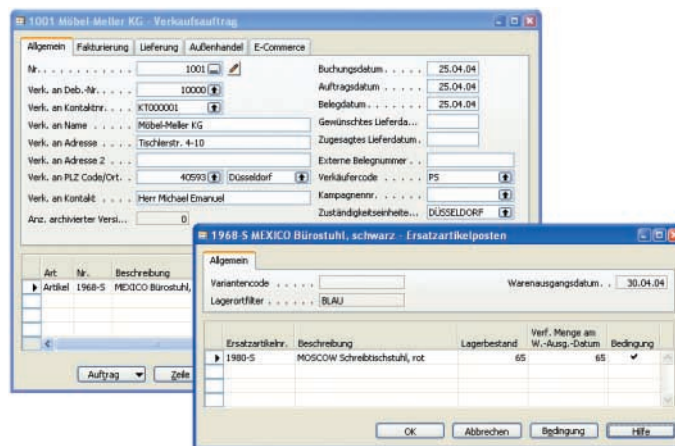 1001 Möbel-Meller KG - Verkaufsauftrag
Allgemein Fakturierung Lieferung Außenhandel E-Commerce
Nr. . . . . . . . . . . . 1001 Buchungsdatum . . . . . 25.04.04
Verk. an Deb.-Nr. . . . . 10000 Auftragsdatum . . . . . 25.04.04
Verk. an Kontaktnr. . . . KT000001 Belegdatum . . . . . . . 25.04.04
Verk. an Name . . . . . Möbel-Meller KG Gewünschtes Lieferda...
Verk. an Adresse . . . . Tischlerstr. 4-10 Zugesagtes Lieferdatum.
Verk. an Adresse 2 . . . Externe Belegnummer . .
Verk. an PLZ Code/Ort. . 40593 Düsseldorf Verkäufercode . . . . . PS
Verk. an Kontakt . . . . Herr Michael Emanuel Kampagnennr. . . . . .
Anz. archivierter Versi... 0 Zuständigkeitseinheite... DÜSSELDORF
Art Nr. Beschreibung
Artikel 1968-S MEXICO Bürostuhl,
Auftrag Zeile
1968-S MEXICO Bürostuhl, schwarz - Ersatzartikelposten
Allgemein
Variantencode . . . . . Warenausgangsdatum. . 30.04.04
Lagerortfilter . . . . . . BLAU
Ersatzartikelnr. Beschreibung Lagerbestand Verf. Menge am Bedingung
W.-Ausg.-Datum
1980-S MOSCOW Schreibtischstuhl, rot 65 65
OK Abbrechen Bedingung Hilfe